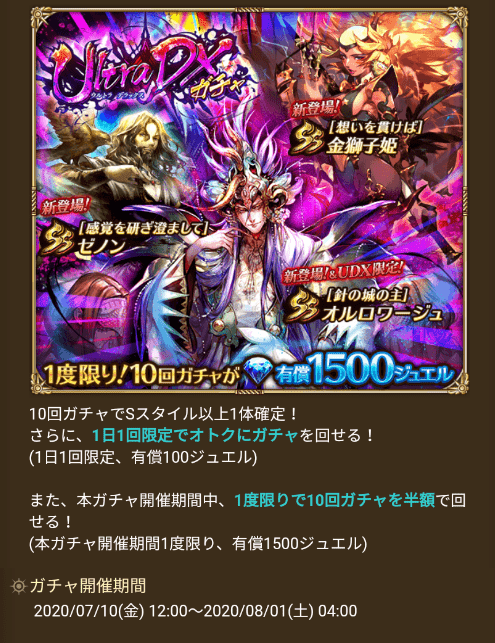 Ultra DX
ウルトラ デラックス
ガチャ
新登場!
SS
[想いを貫けば]
金獅子姫
新登場!
SS
[感覚を研ぎ澄まして]
ゼノン
新登場!&UDX限定!
SS
[針の城の主]
オルロワージュ
1度限り!10回ガチャが 有償1500ジュエル
10回ガチャでSスタイル以上1体確定！
さらに、1日1回限定でオトクにガチャを回せる！
(1日1回限定、有償100ジュエル)
また、本ガチャ開催期間中、1度限りで10回ガチャを半額で回
せる！
(本ガチャ開催期間1度限り、有償1500ジュエル)
ガチャ開催期間
2020/07/10(金) 12:00〜2020/08/01(土) 04:00